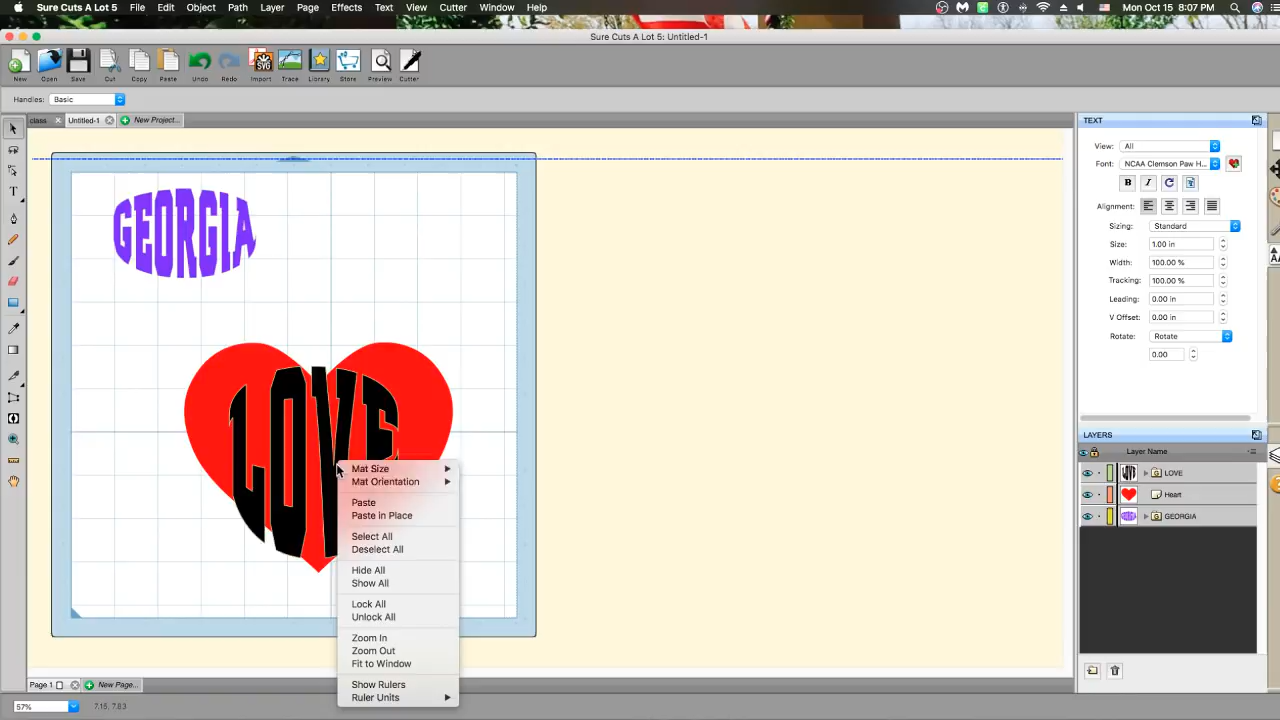 Sure Cuts A Lot 5 File Edit Object Path Layer Page Effects Text View Cutter Window Help Mon Oct 15 8:07 PM
Sure Cuts A Lot 5: Untitled-1
New Open Save Cut Copy Paste Undo Redo Import Trace Library Store Preview Cutter
SVG
Handles: Basic
class Untitled-1 New Project...
TEXT
View: All
Font: NCAA Clemson Paw H...
B I
Alignment:
Sizing: Standard
Size: 1.00 in
Width: 100.00 %
Tracking: 100.00 %
Leading: 0.00 in
V Offset: 0.00 in
Rotate: Rotate
0.00
GEORGIA
LOVE
Mat Size
Mat Orientation
Paste
Paste in Place
Select All
Deselect All
Hide All
Show All
Lock All
Unlock All
Zoom In
Zoom Out
Fit to Window
Show Rulers
Ruler Units
LAYERS
Layer Name
LOVE
Heart
GEORGIA
Page 1 New Page...
57% 7.15, 7.83